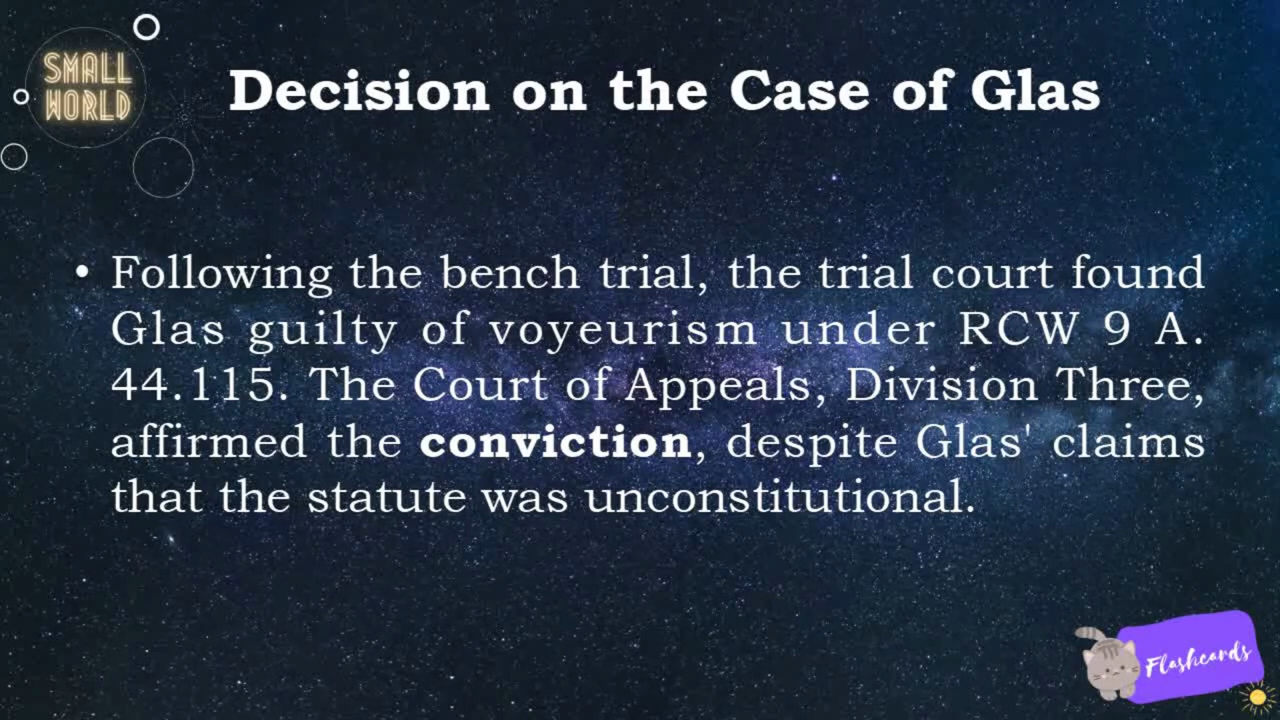 SMALL
WORLD
Decision on the Case of Glas
• Following the bench trial, the trial court found
Glas guilty of voyeurism under RCW 9 A.
44.115. The Court of Appeals, Division Three,
affirmed the conviction, despite Glas' claims
that the statute was unconstitutional.
Flashcards